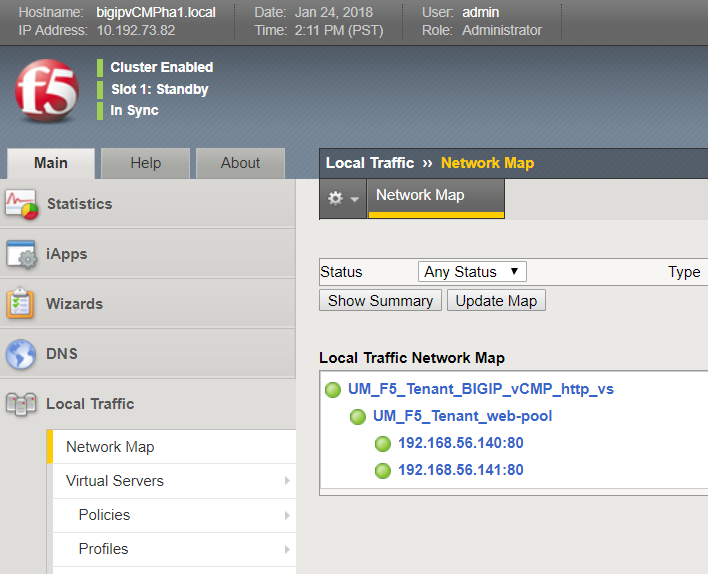 Hostname: bigipvCMPha1.local Date: Jan 24, 2018 User: admin
IP Address: 10.192.73.82 Time: 2:11 PM (PST) Role: Administrator
f5
Cluster Enabled
Slot 1: Standby
In Sync
Main Help About
Local Traffic ›› Network Map
Network Map
Statistics
iApps
Wizards
DNS
Local Traffic
Network Map
Virtual Servers
Policies
Profiles
Status Any Status Type
Show Summary Update Map
Local Traffic Network Map
UM_F5_Tenant_BIGIP_vCMP_http_vs
UM_F5_Tenant_web-pool
192.168.56.140:80
192.168.56.141:80